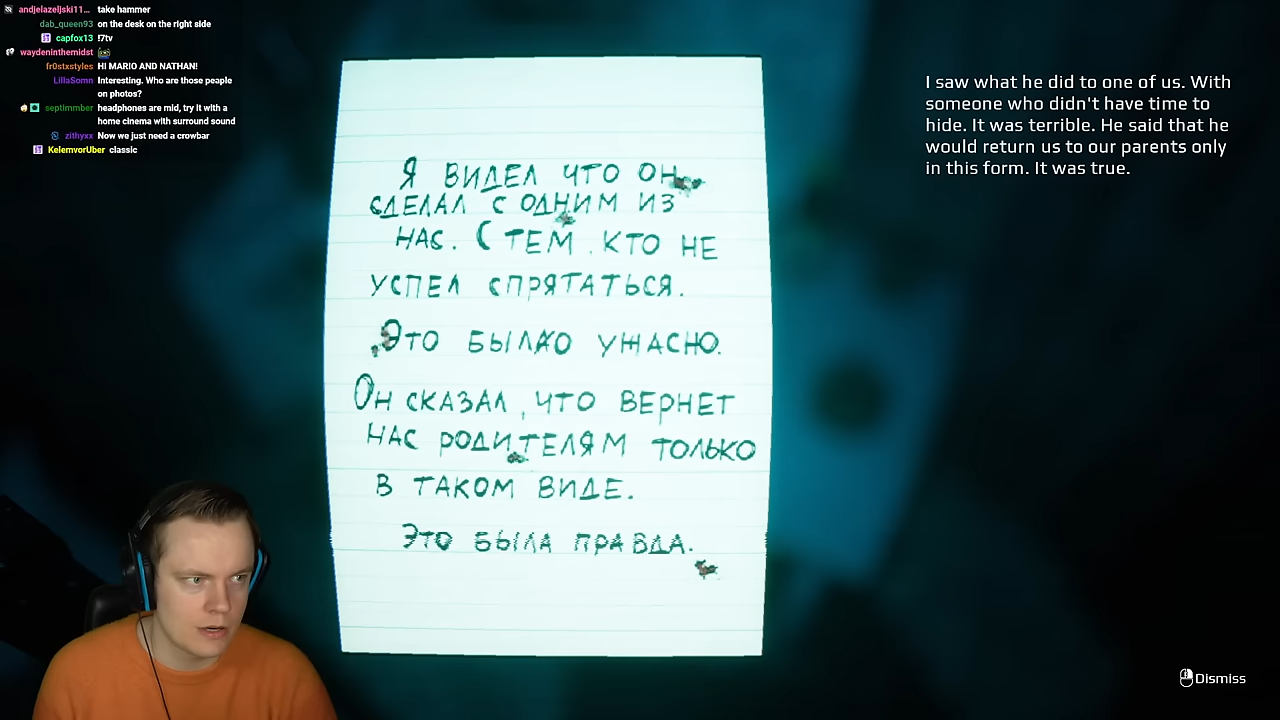 andjelazeljski11... take hammer
dab_queen93 on the desk on the right side
capfox13 !7tv
waydeninthemidst
fr0stxstyles HI MARIO AND NATHAN!
LillaSomn Interesting. Who are those peaple
on photos?
septimmber headphones are mid, try it with a
home cinema with surround sound
zithyxx Now we just need a crowbar
KelemvorUber classic
Я ВИДЕЛ ЧТО ОН
СДЕЛАЛ С ОДНИМ ИЗ
НАС. С ТЕМ. КТО НЕ
УСПЕЛ СПРЯТАТЬСЯ.
ЭТО БЫЛО УЖАСНО.
ОН СКАЗАЛ, ЧТО ВЕРНЕТ
НАС РОДИТЕЛЯМ ТОЛЬКО
В ТАКОМ ВИДЕ.
ЭТО БЫЛА ПРАВДА.
I saw what he did to one of us. With
someone who didn't have time to
hide. It was terrible. He said that he
would return us to our parents only
in this form. It was true.
Dismiss